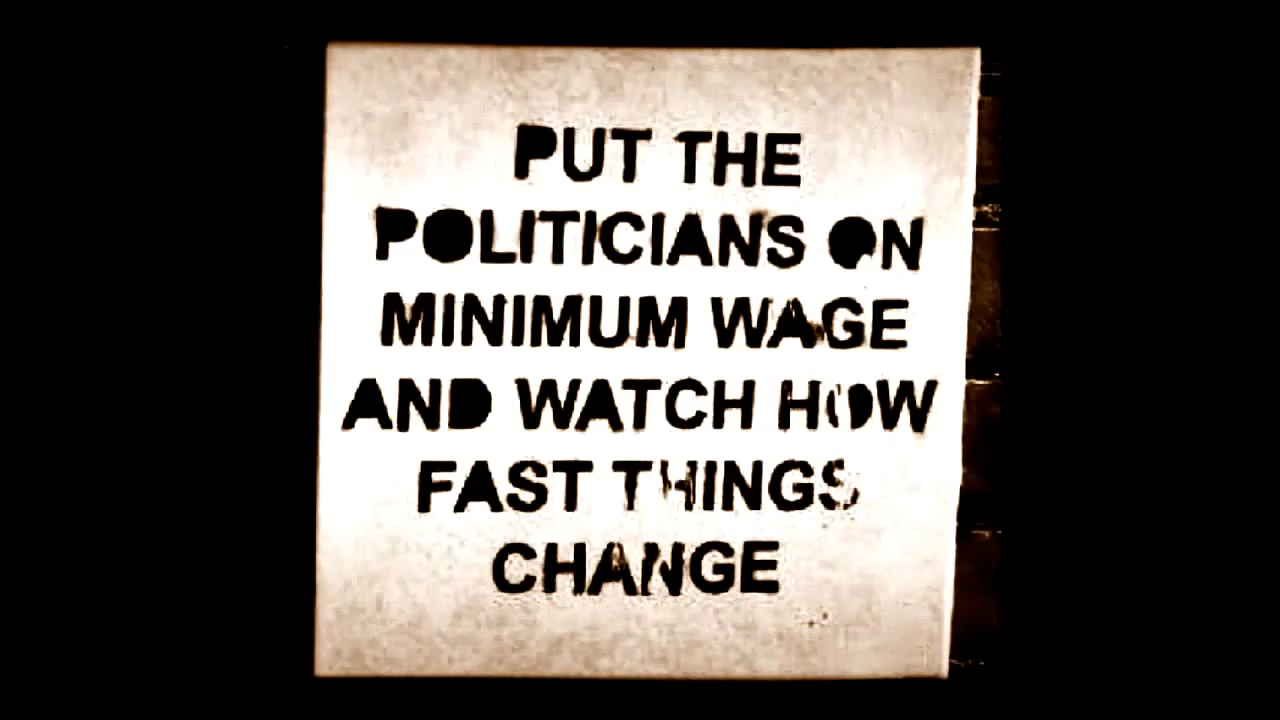 PUT THE
POLITICIANS ON
MINIMUM WAGE
AND WATCH HOW
FAST THINGS
CHANGE